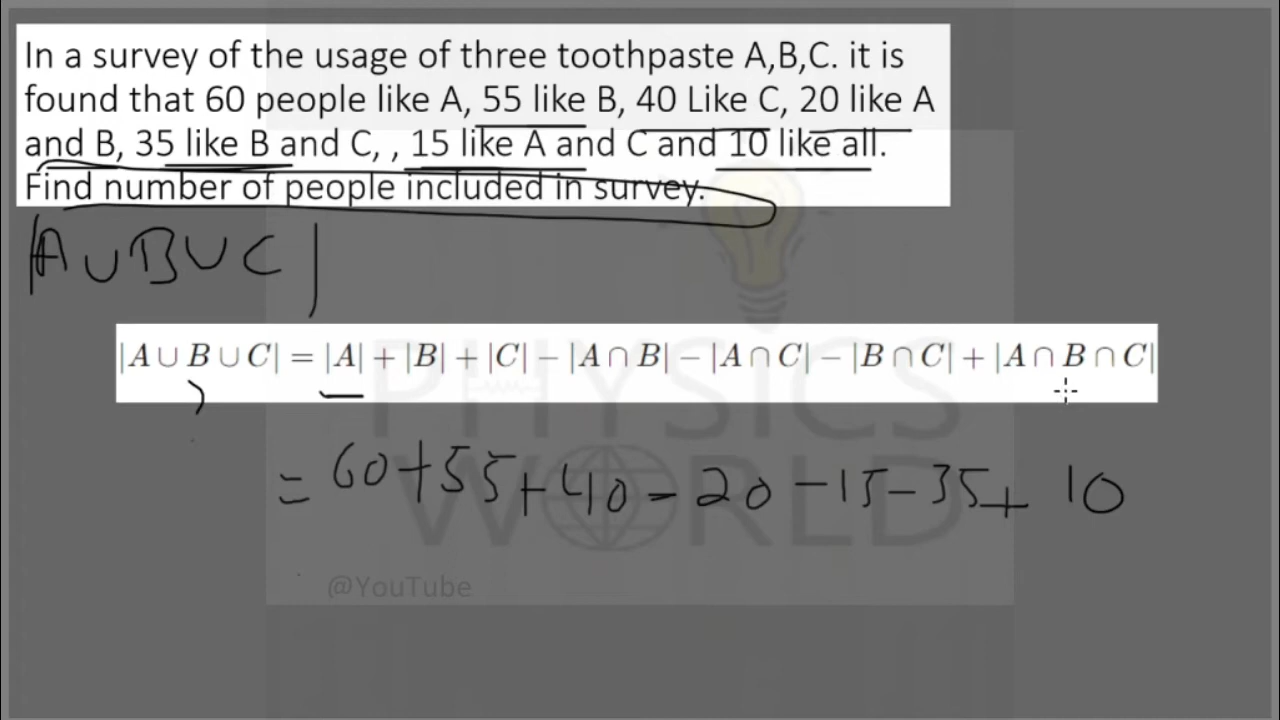 In a survey of the usage of three toothpaste A,B,C. it is
found that 60 people like A, 55 like B, 40 Like C, 20 like A
and B, 35 like B and C, , 15 like A and C and 10 like all.
Find number of people included in survey.
|A∪B∪C|
|A ∪ B ∪ C| = |A| + |B| + |C| − |A ∩ B| − |A ∩ C| − |B ∩ C| + |A ∩ B ∩ C|
PHYSICS
= 60+55+40-20-15-35+10
WORLD
@YouTube